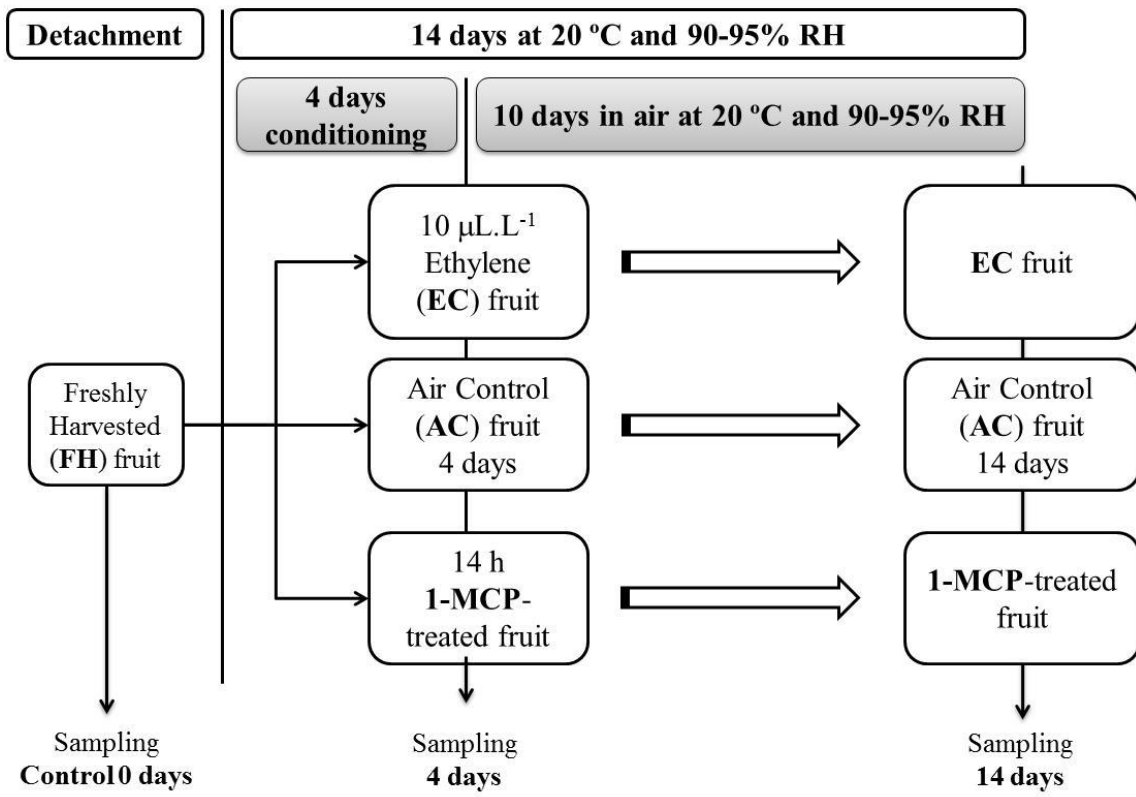 Detachment
14 days at 20 ºC and 90-95% RH
4 days
conditioning
10 days in air at 20 ºC and 90-95% RH
10 μL.L-1
Ethylene
(EC) fruit
EC fruit
Freshly
Harvested
(FH) fruit
Air Control
(AC) fruit
4 days
Air Control
(AC) fruit
14 days
14 h
1-MCP-
treated fruit
1-MCP-treated
fruit
Sampling
Control 0 days
Sampling
4 days
Sampling
14 days